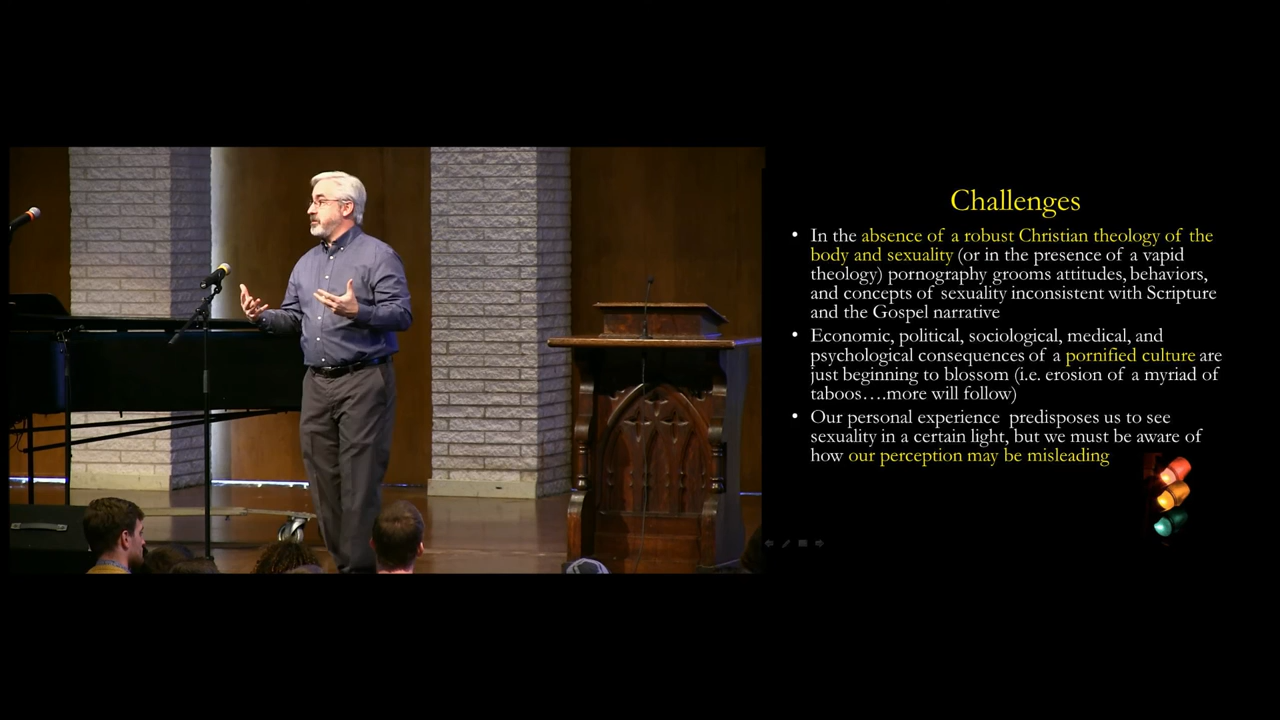 Challenges
• In the absence of a robust Christian theology of the
body and sexuality (or in the presence of a vapid
theology) pornography grooms attitudes, behaviors,
and concepts of sexuality inconsistent with Scripture
and the Gospel narrative
• Economic, political, sociological, medical, and
psychological consequences of a pornified culture are
just beginning to blossom (i.e. erosion of a myriad of
taboos….more will follow)
• Our personal experience predisposes us to see
sexuality in a certain light, but we must be aware of
how our perception may be misleading